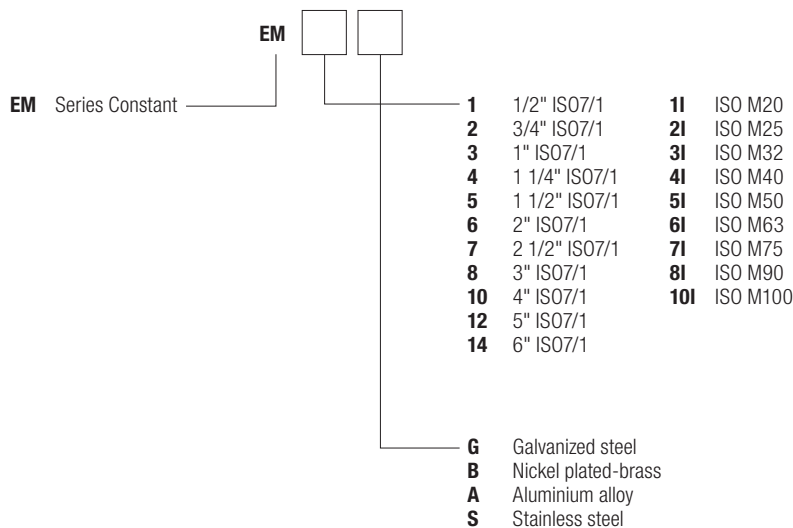 EM
EM Series Constant
1 1/2" ISO7/1 1I ISO M20
2 3/4" ISO7/1 2I ISO M25
3 1" ISO7/1 3I ISO M32
4 1 1/4" ISO7/1 4I ISO M40
5 1 1/2" ISO7/1 5I ISO M50
6 2" ISO7/1 6I ISO M63
7 2 1/2" ISO7/1 7I ISO M75
8 3" ISO7/1 8I ISO M90
10 4" ISO7/1 10I ISO M100
12 5" ISO7/1
14 6" ISO7/1
G Galvanized steel
B Nickel plated-brass
A Aluminium alloy
S Stainless steel